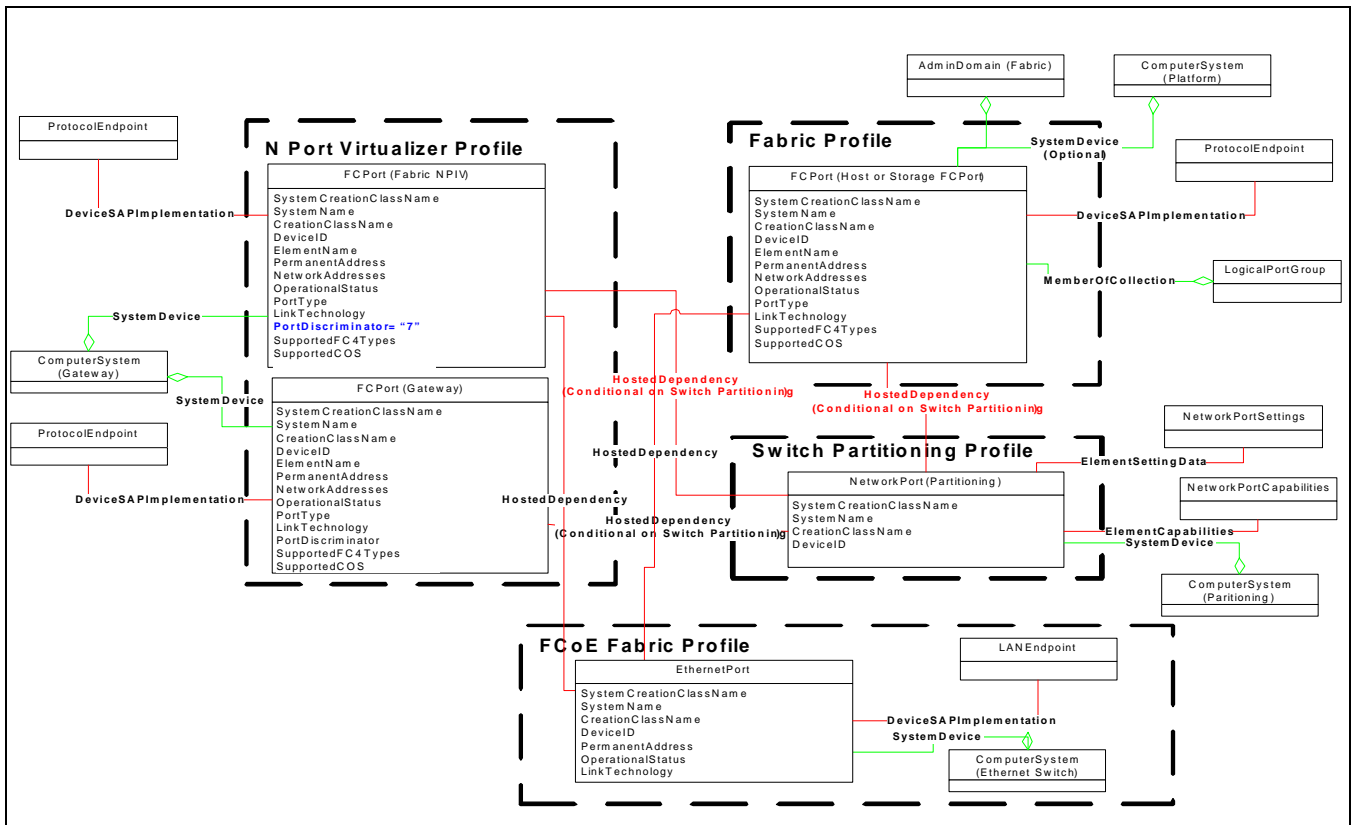 AdminDomain (Fabric)
ComputerSystem
(Platform)
ProtocolEndpoint
N Port Virtualizer Profile
Fabric Profile
SystemDevice
(Optional)
ProtocolEndpoint
FCPort (Fabric NPIV)
SystemCreationClassName
SystemName
CreationClassName
DeviceID
ElementName
PermanentAddress
NetworkAddresses
OperationalStatus
PortType
LinkTechnology
PortDiscriminator= “7”
SupportedFC4Types
SupportedCOS
DeviceSAPImplementation
SystemDevice
ComputerSystem
(Gateway)
SystemDevice
FCPort (Gateway)
SystemCreationClassName
SystemName
CreationClassName
DeviceID
ElementName
PermanentAddress
NetworkAddresses
OperationalStatus
PortType
LinkTechnology
PortDiscriminator
SupportedFC4Types
SupportedCOS
ProtocolEndpoint
DeviceSAPImplementation
FCPort (Host or Storage FCPort)
SystemCreationClassName
SystemName
CreationClassName
DeviceID
ElementName
PermanentAddress
NetworkAddresses
OperationalStatus
PortType
LinkTechnology
SupportedFC4Types
SupportedCOS
DeviceSAPImplementation
MemberOfCollection
LogicalPortGroup
HostedDependency
(Conditional on Switch Partitioning)
HostedDependency
(Conditional on Switch Partitioning)
HostedDependency
HostedDependency
HostedDependency
(Conditional on Switch Partitioning)
Switch Partitioning Profile
NetworkPort (Partitioning)
SystemCreationClassName
SystemName
CreationClassName
DeviceID
NetworkPortSettings
ElementSettingData
NetworkPortCapabilities
ElementCapabilities
SystemDevice
ComputerSystem
(Paritioning)
FCoE Fabric Profile
EthernetPort
SystemCreationClassName
SystemName
CreationClassName
DeviceID
PermanentAddress
OperationalStatus
LinkTechnology
LANEndpoint
DeviceSAPImplementation
SystemDevice
ComputerSystem
(Ethernet Switch)